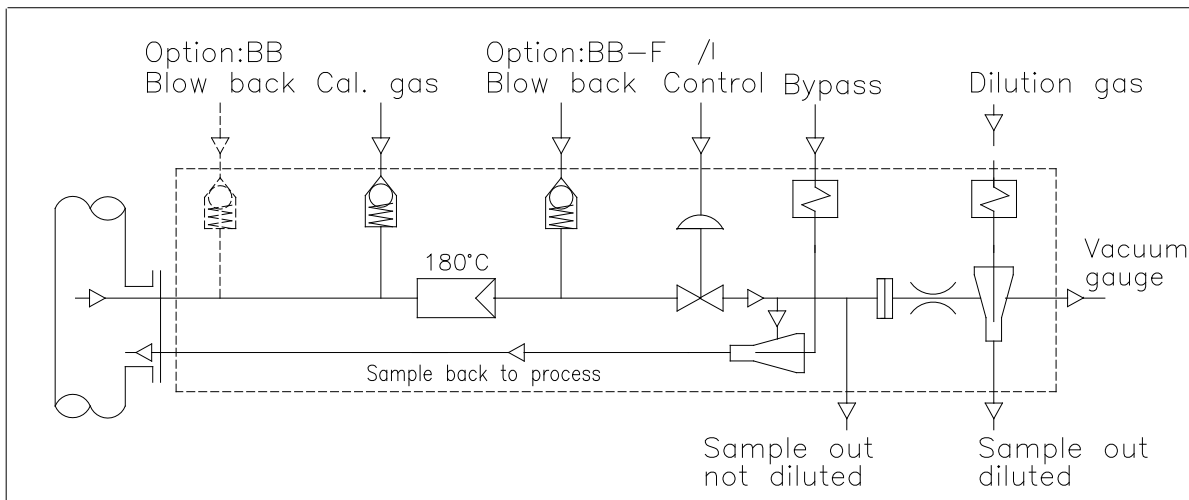 Option:BB
Blow back
Cal. gas
Option:BB-F /I
Blow back
Control
Bypass
Dilution gas
180°C
Vacuum
gauge
Sample back to process
Sample out
not diluted
Sample out
diluted